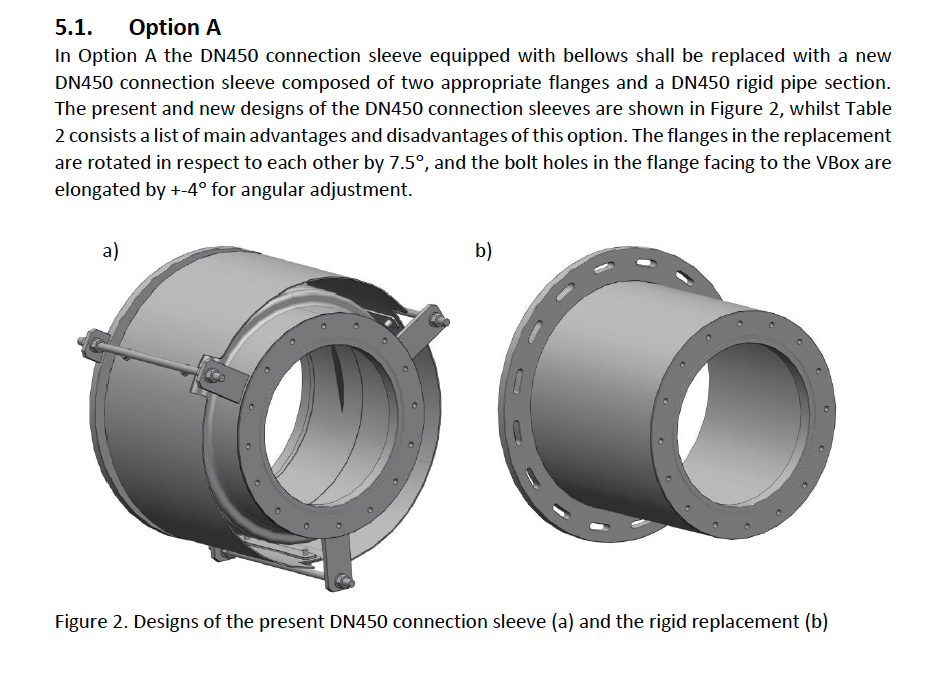 5.1. Option A
In Option A the DN450 connection sleeve equipped with bellows shall be replaced with a new
DN450 connection sleeve composed of two appropriate flanges and a DN450 rigid pipe section.
The present and new designs of the DN450 connection sleeves are shown in Figure 2, whilst Table
2 consists a list of main advantages and disadvantages of this option. The flanges in the replacement
are rotated in respect to each other by 7.5°, and the bolt holes in the flange facing to the VBox are
elongated by +-4° for angular adjustment.
a)
b)
Figure 2. Designs of the present DN450 connection sleeve (a) and the rigid replacement (b)